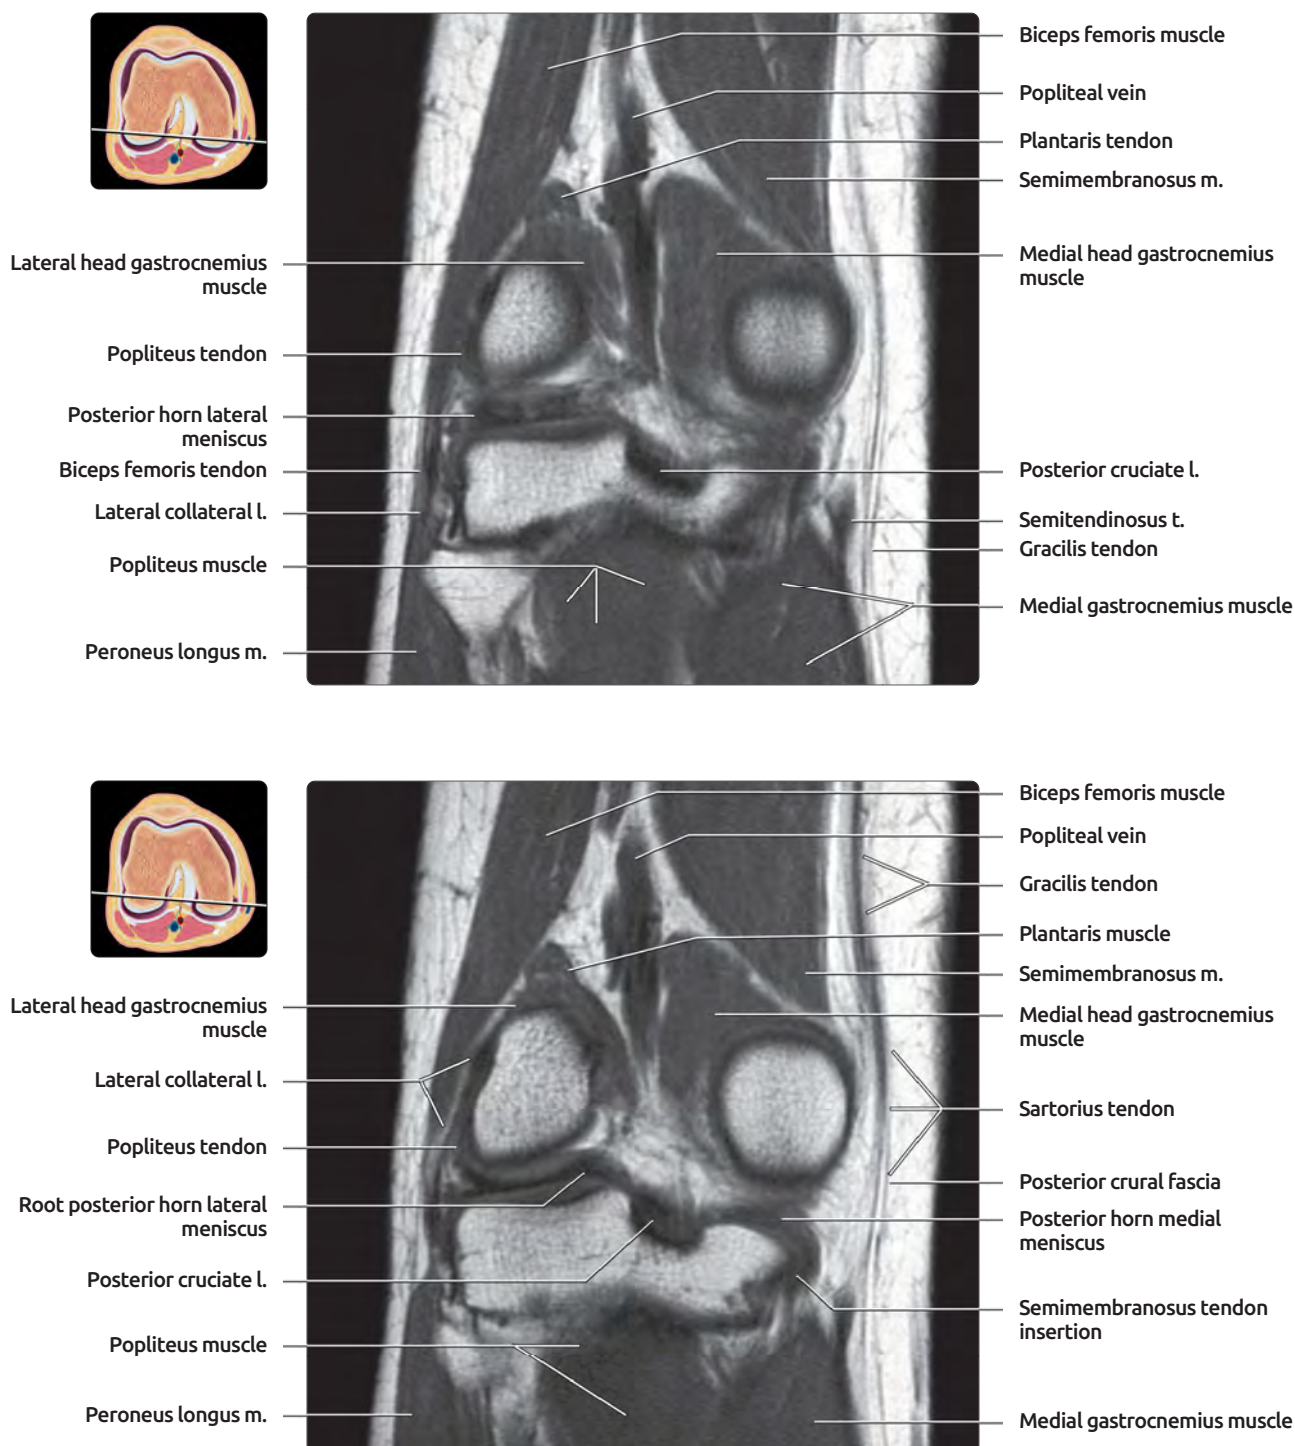 Biceps femoris muscle
Popliteal vein
Plantaris tendon
Semimembranosus m.
Lateral head gastrocnemius
muscle
Medial head gastrocnemius
muscle
Popliteus tendon
Posterior horn lateral
meniscus
Biceps femoris tendon
Posterior cruciate l.
Lateral collateral l.
Semitendinosus t.
Gracilis tendon
Popliteus muscle
Medial gastrocnemius muscle
Peroneus longus m.
Biceps femoris muscle
Popliteal vein
Gracilis tendon
Plantaris muscle
Semimembranosus m.
Lateral head gastrocnemius
muscle
Medial head gastrocnemius
muscle
Lateral collateral l.
Sartorius tendon
Popliteus tendon
Posterior crural fascia
Root posterior horn lateral
meniscus
Posterior horn medial
meniscus
Posterior cruciate l.
Semimembranosus tendon
insertion
Popliteus muscle
Peroneus longus m.
Medial gastrocnemius muscle